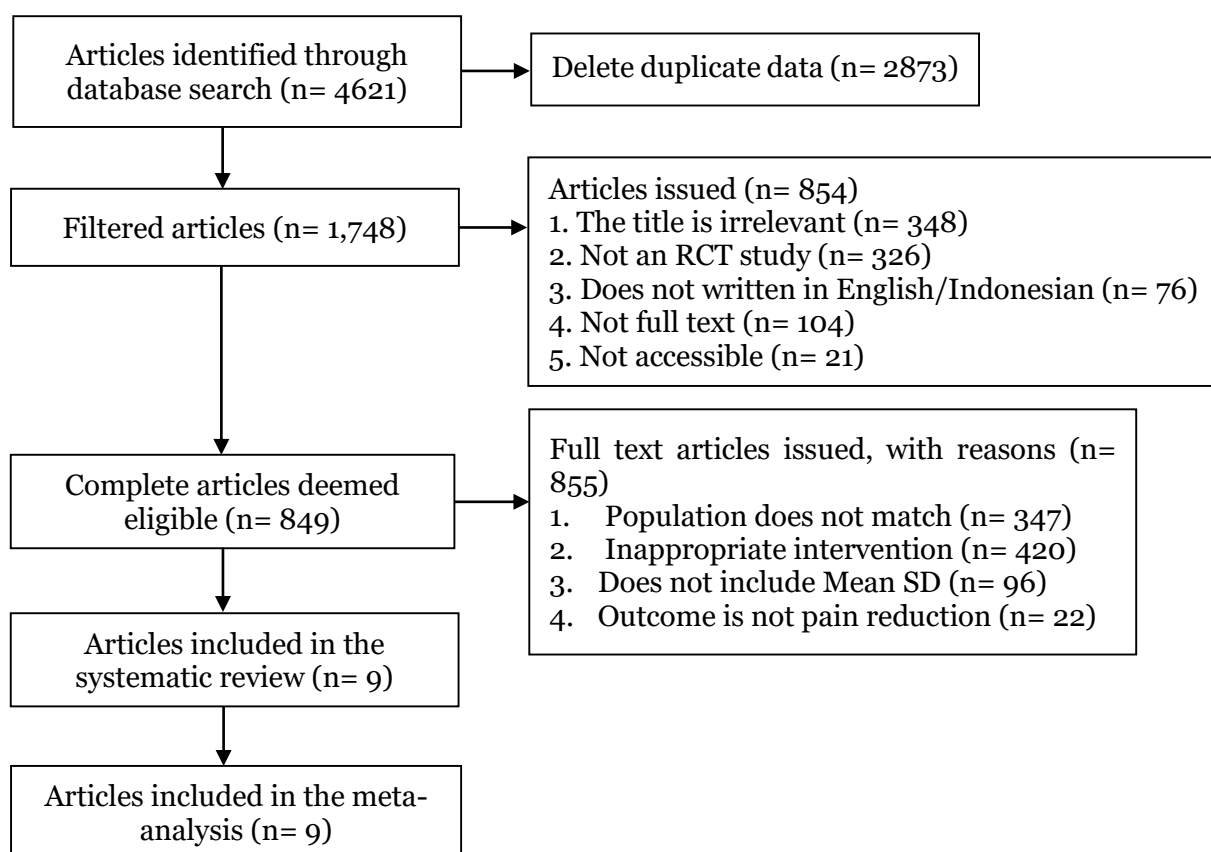 Articles identified through
database search (n= 4621)
Delete duplicate data (n= 2873)
Filtered articles (n= 1,748)
Articles issued (n= 854)
1. The title is irrelevant (n= 348)
2. Not an RCT study (n= 326)
3. Does not written in English/Indonesian (n= 76)
4. Not full text (n= 104)
5. Not accessible (n= 21)
Complete articles deemed
eligible (n= 849)
Full text articles issued, with reasons (n=
855)
1. Population does not match (n= 347)
2. Inappropriate intervention (n= 420)
3. Does not include Mean SD (n= 96)
4. Outcome is not pain reduction (n= 22)
Articles included in the
systematic review (n= 9)
Articles included in the meta-
analysis (n= 9)